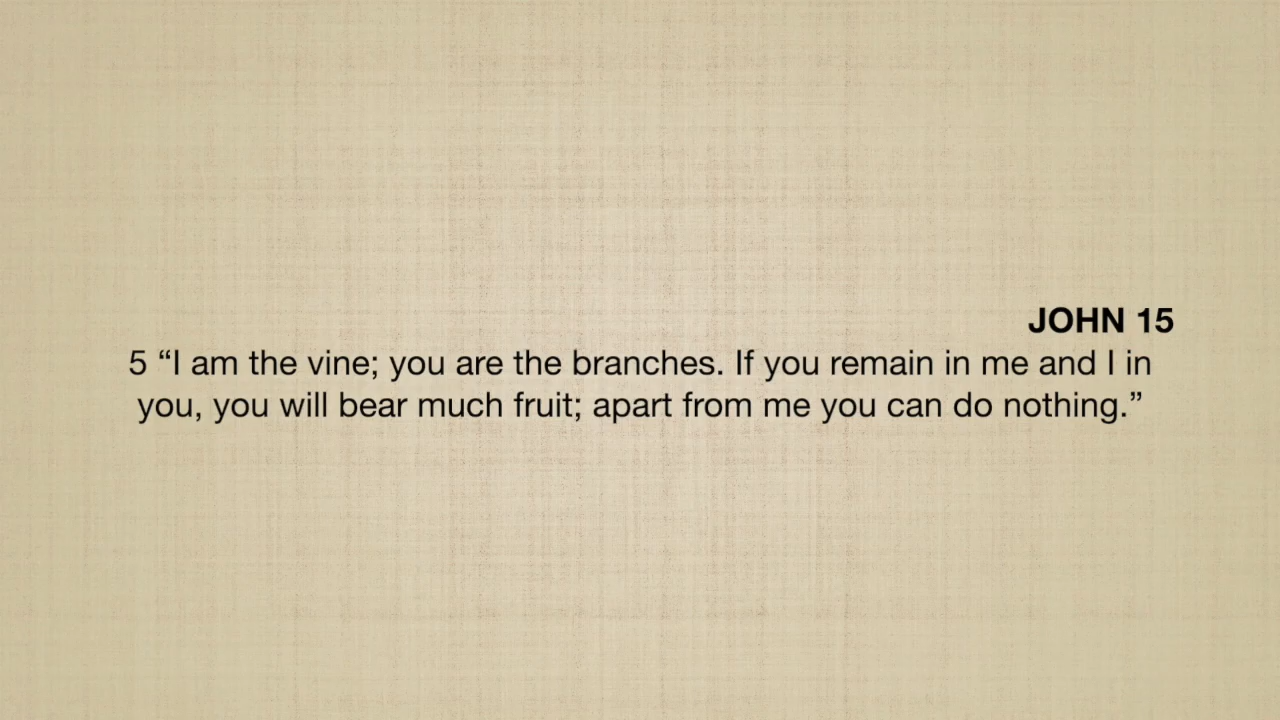 JOHN 15
5 “I am the vine; you are the branches. If you remain in me and I in
you, you will bear much fruit; apart from me you can do nothing.”